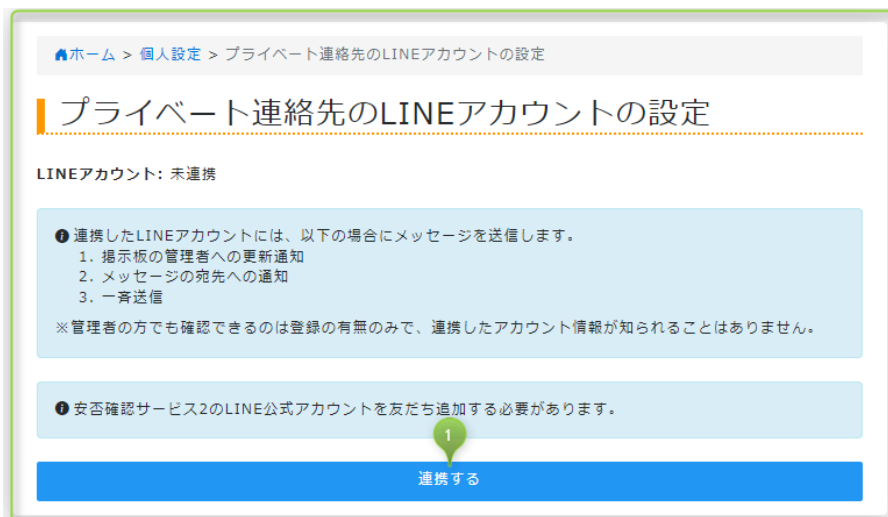 ホーム > 個人設定 > プライベート連絡先のLINEアカウントの設定
プライベート連絡先のLINEアカウントの設定
LINEアカウント: 未連携
連携したLINEアカウントには、以下の場合にメッセージを送信します。
1. 掲示板の管理者への更新通知
2. メッセージの宛先への通知
3. 一斉送信
※管理者の方でも確認できるのは登録の有無のみで、連携したアカウント情報が知られることはありません。
安否確認サービス2のLINE公式アカウントを友だち追加する必要があります。
1
連携する